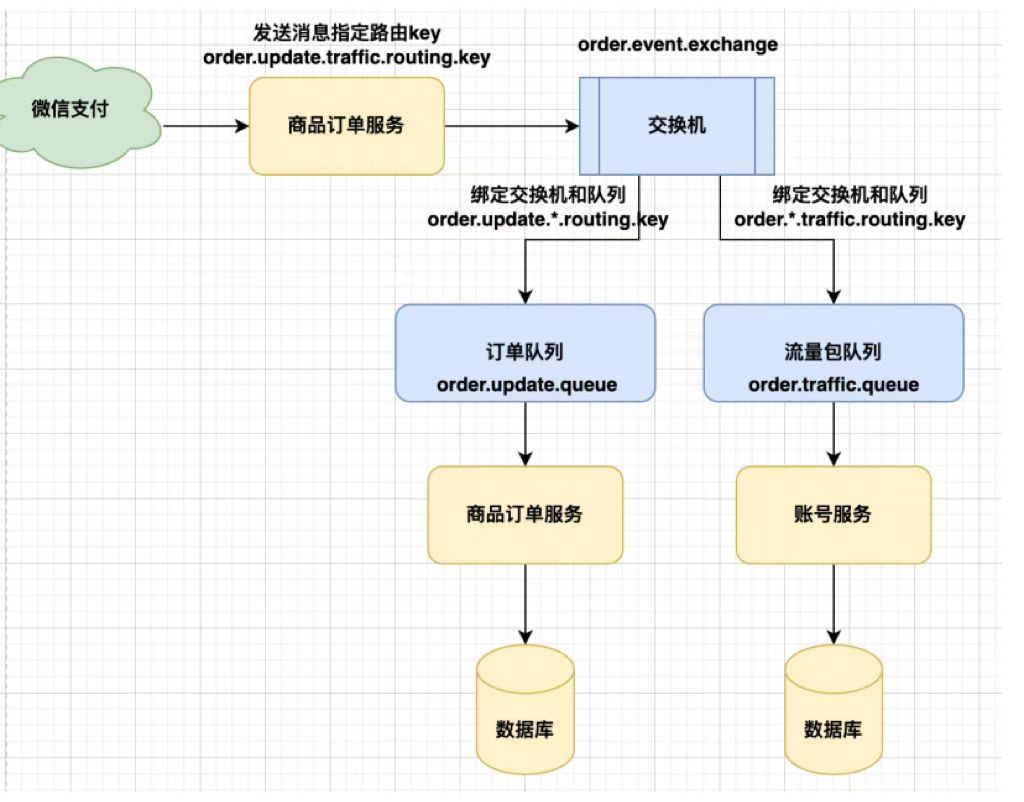 发送消息指定路由key
order.update.traffic.routing.key
order.event.exchange
微信支付
商品订单服务
交换机
绑定交换机和队列
order.update.*.routing.key
绑定交换机和队列
order.*.traffic.routing.key
订单队列
order.update.queue
流量包队列
order.traffic.queue
商品订单服务
账号服务
数据库
数据库